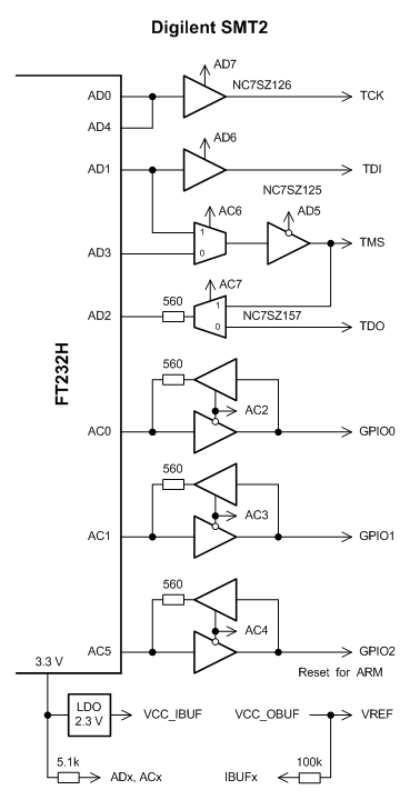 Digilent SMT2
AD7
NC7SZ126
AD0
TCK
AD4
AD6
AD1
TDI
NC7SZ125
AC6
AD5
1
TMS
AD3
0
AC7
560
1
NC7SZ157
AD2
0
TDO
FT232H
560
AC2
AC0
GPIO0
560
AC3
AC1
GPIO1
560
AC4
AC5
GPIO2
3.3 V
Reset for ARM
LDO
2.3 V
VCC_IBUF
VCC_OBUF
VREF
5.1k
100k
ADx, ACx
IBUFx